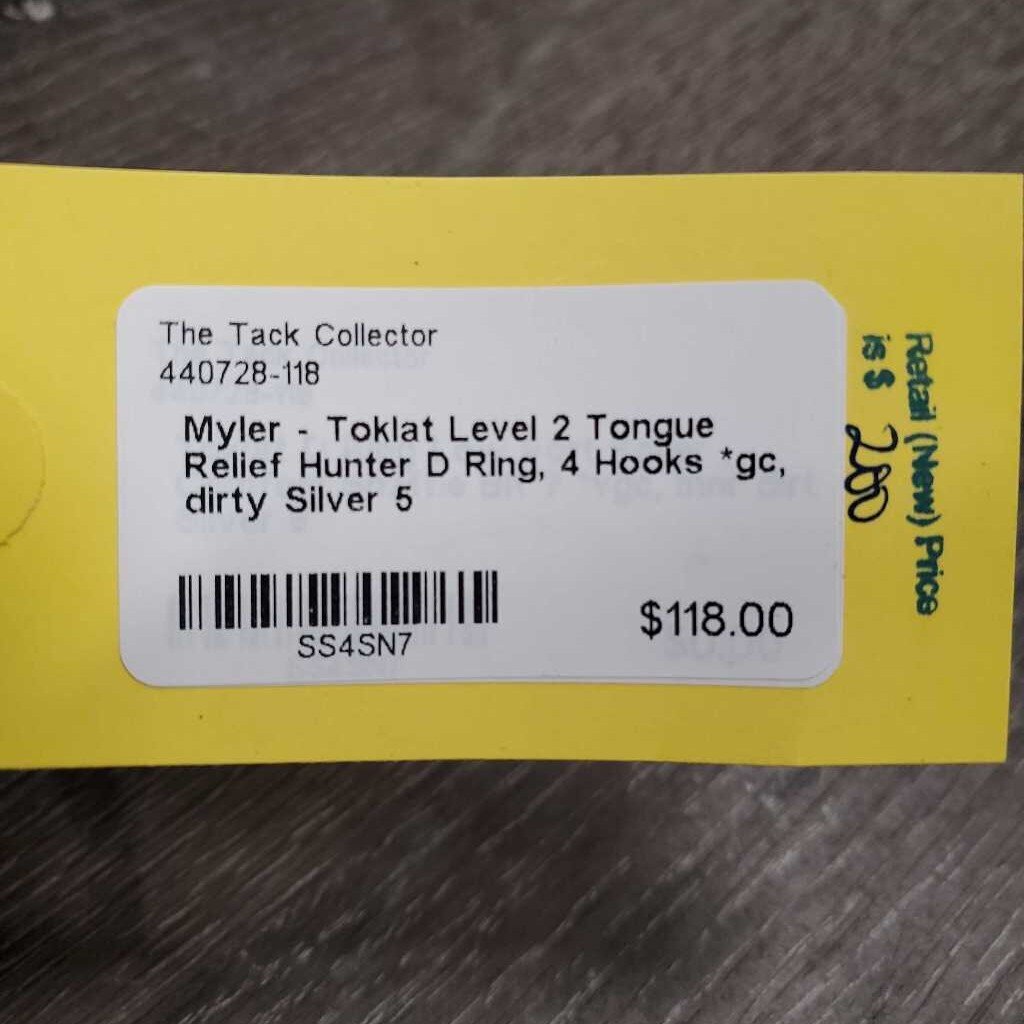 The Tack Collector
440728-118
Myler - Toklat Level 2 Tongue
Relief Hunter D Ring, 4 Hooks *gc,
dirty Silver 5
SS4SN7
$118.00
Retail (New) Price
is $ 200